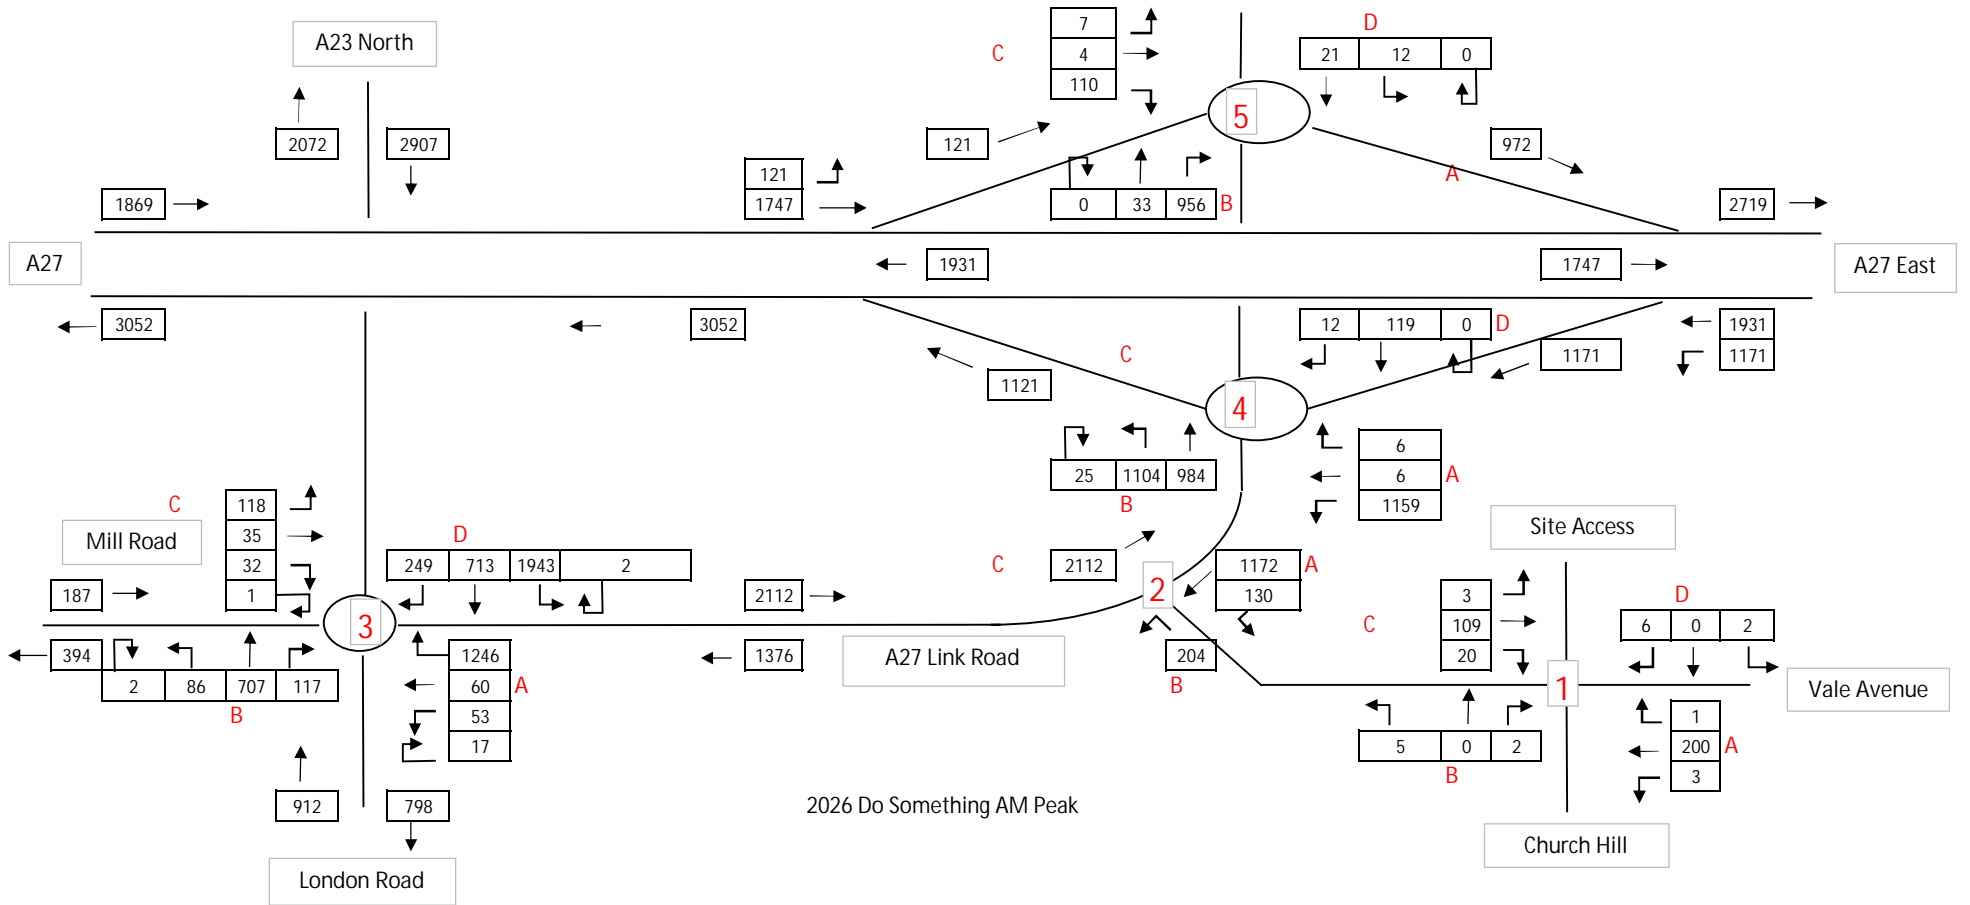 7
D
A23 North
C
4
21 12 0
110
5
2072
2907
121
972
121
A
1869
1747
0 33 956
B
2719
A27
1931
1747
A27 East
3052
3052
12 119 0
D
1931
C
1171
1171
1121
4
6
25 1104 984
6
A
C
118
B
1159
Mill Road
35
D
Site Access
32
249 713 1943 2
C
2112
1172
A
187
1
2112
2
130
3
D
3
C
109
6 0 2
394
1246
1376
A27 Link Road
204
20
2 86 707 117
60
A
B
1
Vale Avenue
B
53
1
17
5 0 2
200
A
B
3
912
798
2026 Do Something AM Peak
Church Hill
London Road